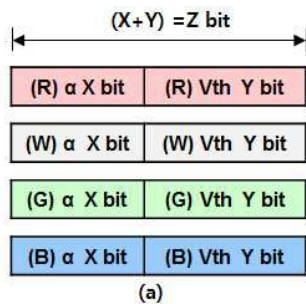 (X+Y) =Z bit
(R) α X bit (R) Vth Y bit
(W) α X bit (W) Vth Y bit
(G) α X bit (G) Vth Y bit
(B) α X bit (B) Vth Y bit
(a)